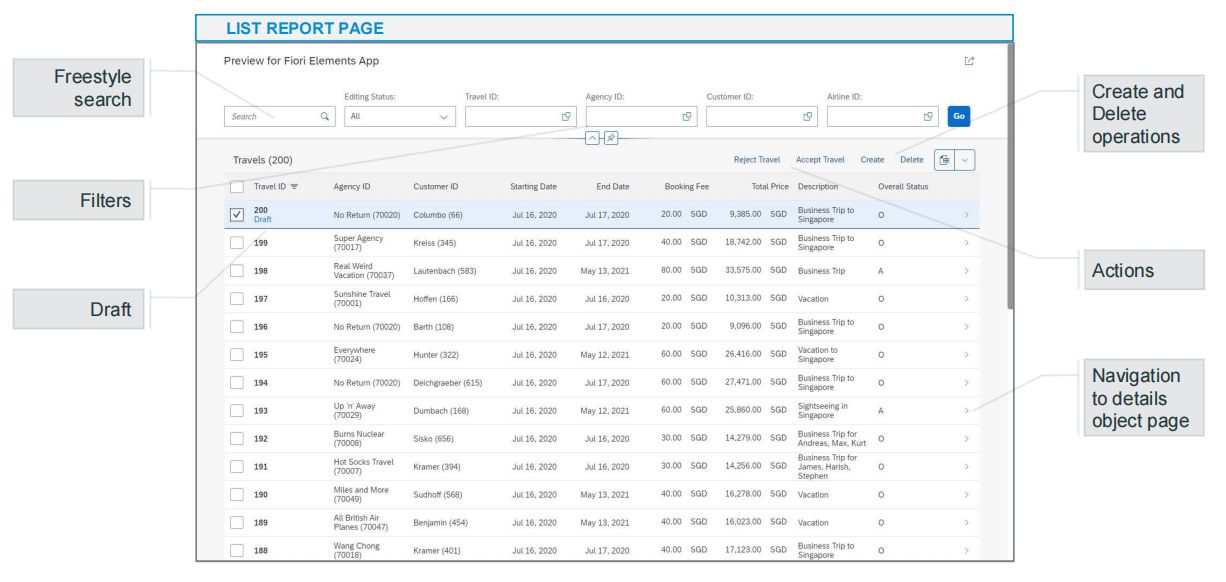 LIST REPORT PAGE
Preview for Fiori Elements App
Freestyle
search
Editing Status: Travel ID: Agency ID: Customer ID: Airline ID:
Search All Go
Create and
Delete
operations
Travels (200) Reject Travel Accept Travel Create Delete
Filters
Travel ID Agency ID Customer ID Starting Date End Date Booking Fee Total Price Description Overall Status
200 Draft No Return (70020) Columbo (66) Jul 16, 2020 Jul 17, 2020 20.00 SGD 9,385.00 SGD Business Trip to Singapore O
199 Super Agency (70017) Kreiss (345) Jul 16, 2020 Jul 17, 2020 40.00 SGD 18,742.00 SGD Business Trip to Singapore O
198 Real Weird Vacation (70037) Lautenbach (583) Jul 16, 2020 May 13, 2021 80.00 SGD 33,575.00 SGD Business Trip A
Actions
197 Sunshine Travel (70001) Hoffen (166) Jul 16, 2020 Jul 16, 2020 20.00 SGD 10,313.00 SGD Vacation O
Draft
196 No Return (70020) Barth (108) Jul 16, 2020 Jul 17, 2020 20.00 SGD 9,096.00 SGD Business Trip to Singapore O
195 Everywhere (70024) Hunter (322) Jul 16, 2020 May 12, 2021 60.00 SGD 26,416.00 SGD Vacation to Singapore O
194 No Return (70020) Deichgraeber (615) Jul 16, 2020 Jul 17, 2020 60.00 SGD 27,471.00 SGD Business Trip to Singapore O
193 Up 'n' Away (70029) Dumbach (168) Jul 16, 2020 May 12, 2021 60.00 SGD 25,860.00 SGD Sightseeing in Singapore A
Navigation
to details
object page
192 Burns Nuclear (70008) Sisko (656) Jul 16, 2020 Jul 16, 2020 30.00 SGD 14,279.00 SGD Business Trip for Andreas, Max, Kurt O
191 Hot Socks Travel (70007) Kramer (394) Jul 16, 2020 Jul 16, 2020 30.00 SGD 14,256.00 SGD Business Trip for James, Harish, Stephen O
190 Miles and More (70049) Sudhoff (568) Jul 16, 2020 May 13, 2021 40.00 SGD 16,278.00 SGD Vacation O
189 All British Air Planes (70047) Benjamin (454) Jul 16, 2020 May 13, 2021 40.00 SGD 16,023.00 SGD Vacation O
188 Wang Chong (70018) Kramer (401) Jul 16, 2020 Jul 17, 2020 40.00 SGD 17,123.00 SGD Business Trip to Singapore O